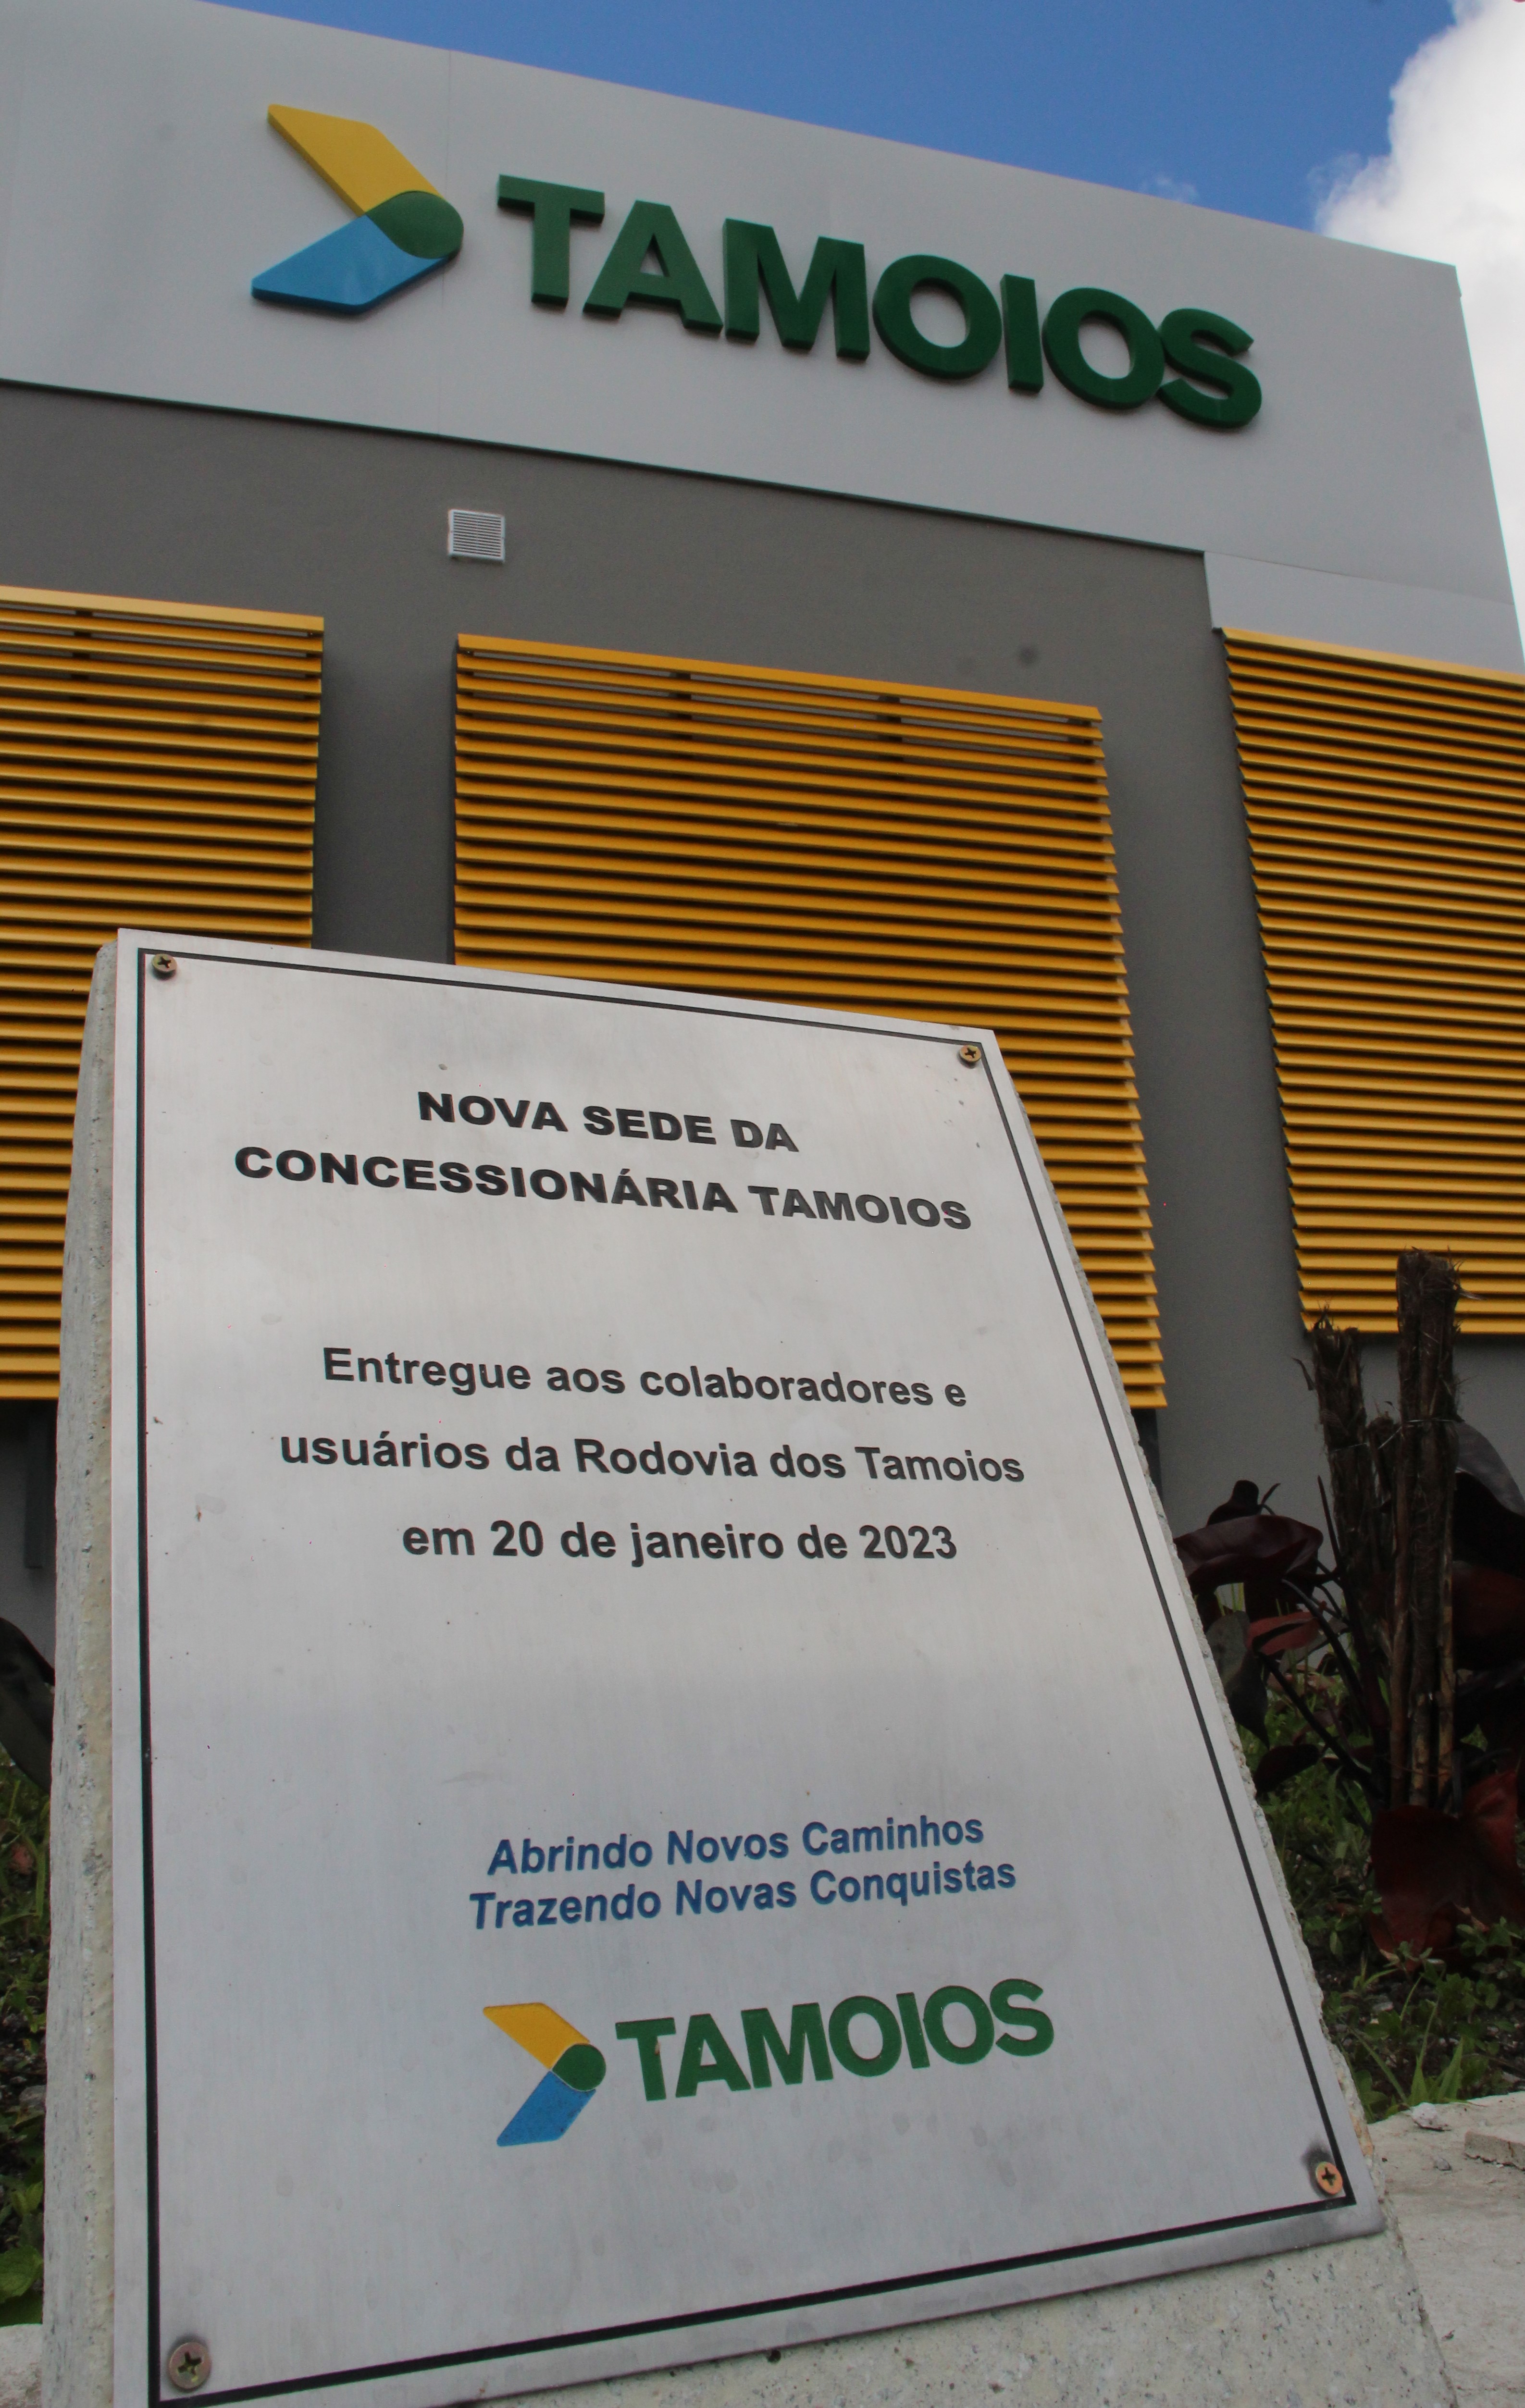 TAMOIOS
NOVA SEDE DA
CONCESSIONÁRIA TAMOIOS
Entregue aos colaboradores e
usuários da Rodovia dos Tamoios
em 20 de janeiro de 2023
Abrindo Novos Caminhos
Trazendo Novas Conquistas
TAMOIOS